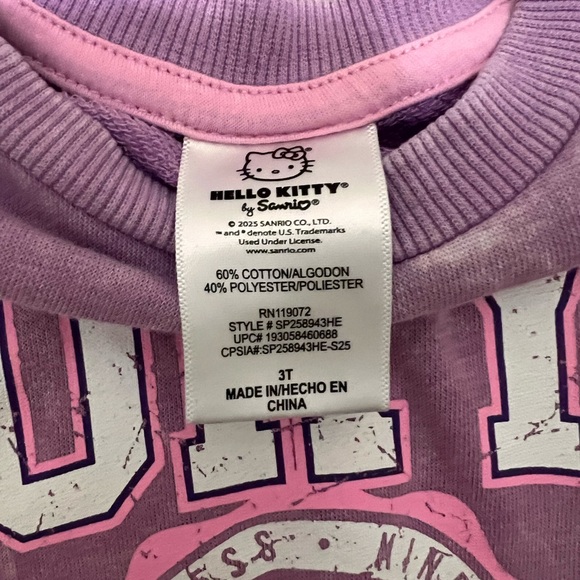 HELLO KITTY®
by Sanrio®
© 2025 SANRIO CO., LTD.
™ and ® denote U.S. Trademarks
Used Under License.
www.sanrio.com
60% COTTON/ALGODON
40% POLYESTER/POLIESTER
RN119072
STYLE # SP258943HE
UPC# 193058460688
CPSIA#:SP258943HE-S25
3T
MADE IN/HECHO EN
CHINA